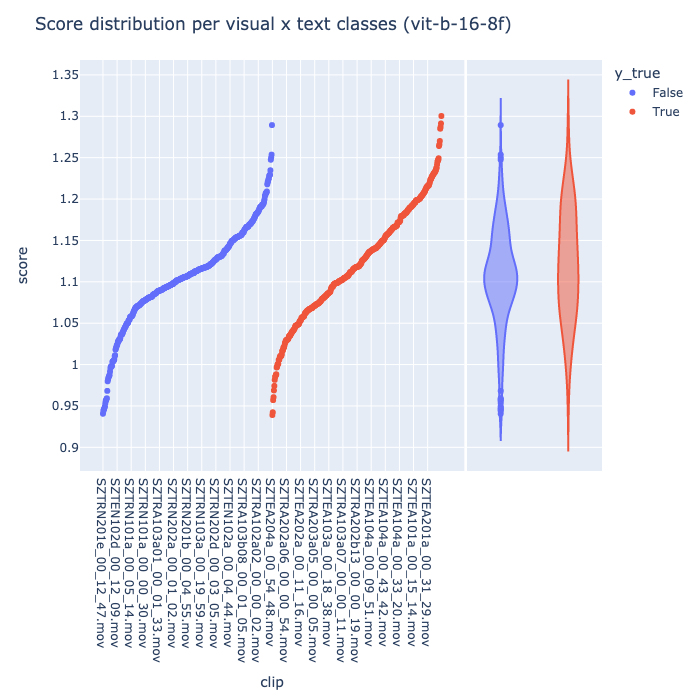 Score distribution per visual x text classes (vit-b-16-8f)
y_true
False
True
score
1.35
1.3
1.25
1.2
1.15
1.1
1.05
1
0.95
0.9
SZTRN201e_00_12_47.mov
SZTEN102d_00_12_09.mov
SZTRN101a_00_05_14.mov
SZTRN101a_00_00_30.mov
SZTRA103a01_00_01_33.mov
SZTRN202a_00_01_02.mov
SZTRN201b_00_04_55.mov
SZTRN103a_00_19_59.mov
SZTRN202d_00_03_05.mov
SZTEN102a_00_04_44.mov
SZTRA103b08_00_01_05.mov
SZTRA102a02_00_00_02.mov
SZTEA204a_00_54_48.mov
SZTRA202a06_00_00_54.mov
SZTEA202a_00_11_16.mov
SZTRA203a05_00_00_05.mov
SZTEA103a_00_18_38.mov
SZTRA103a07_00_00_11.mov
SZTRA202b13_00_00_19.mov
SZTEA104a_00_09_51.mov
SZTEA104a_00_43_42.mov
SZTEA104a_00_33_20.mov
SZTEA101a_00_15_14.mov
SZTEA201a_00_31_29.mov
clip